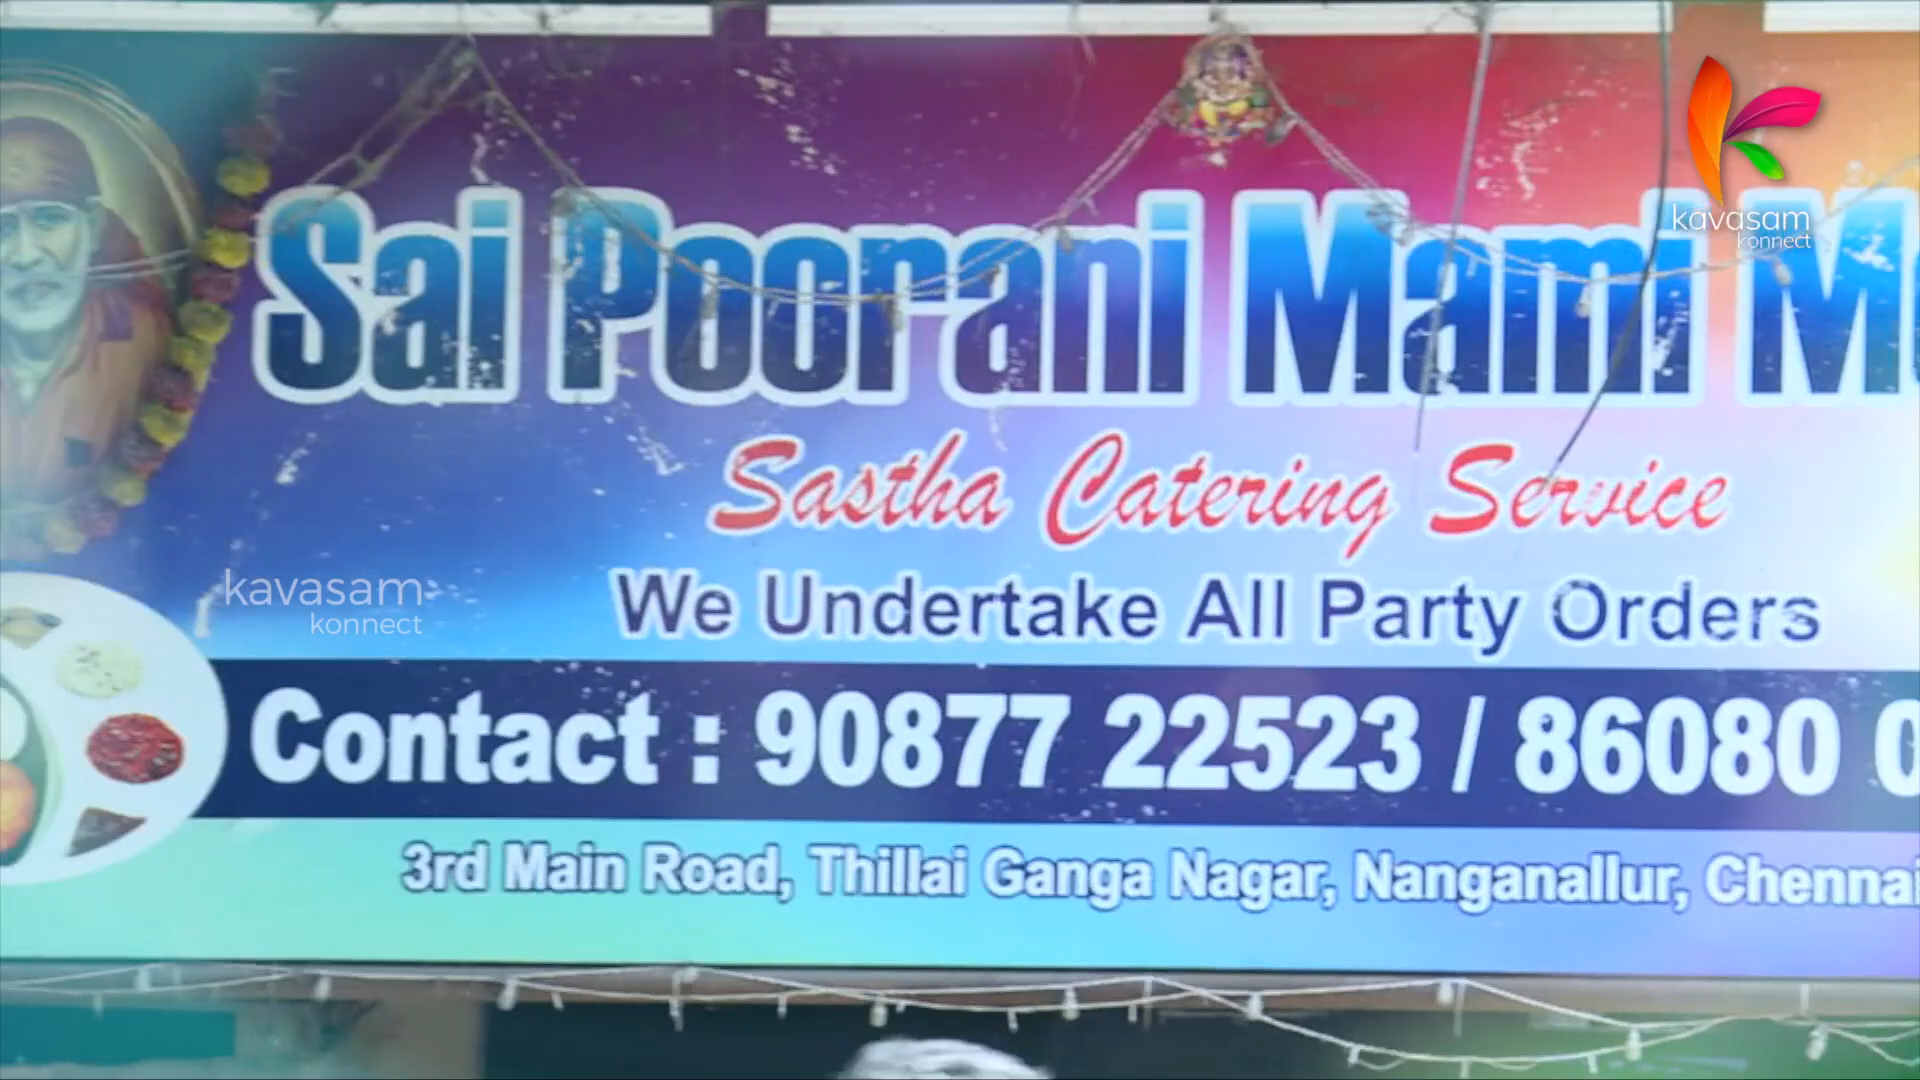 kavasam
konnect
Sai Poorani Mami
Sastha Catering Service
We Undertake All Party Orders
kavasam
konnect
Contact : 90877 22523 / 86080
3rd Main Road, Thillai Ganga Nagar, Nanganallur, Chennai